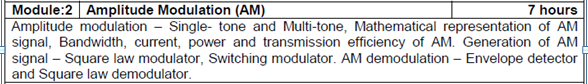 Module:2 Amplitude Modulation (AM) 7 hours
Amplitude modulation – Single- tone and Multi-tone, Mathematical representation of AM
signal, Bandwidth, current, power and transmission efficiency of AM. Generation of AM
signal – Square law modulator, Switching modulator. AM demodulation – Envelope detector
and Square law demodulator.